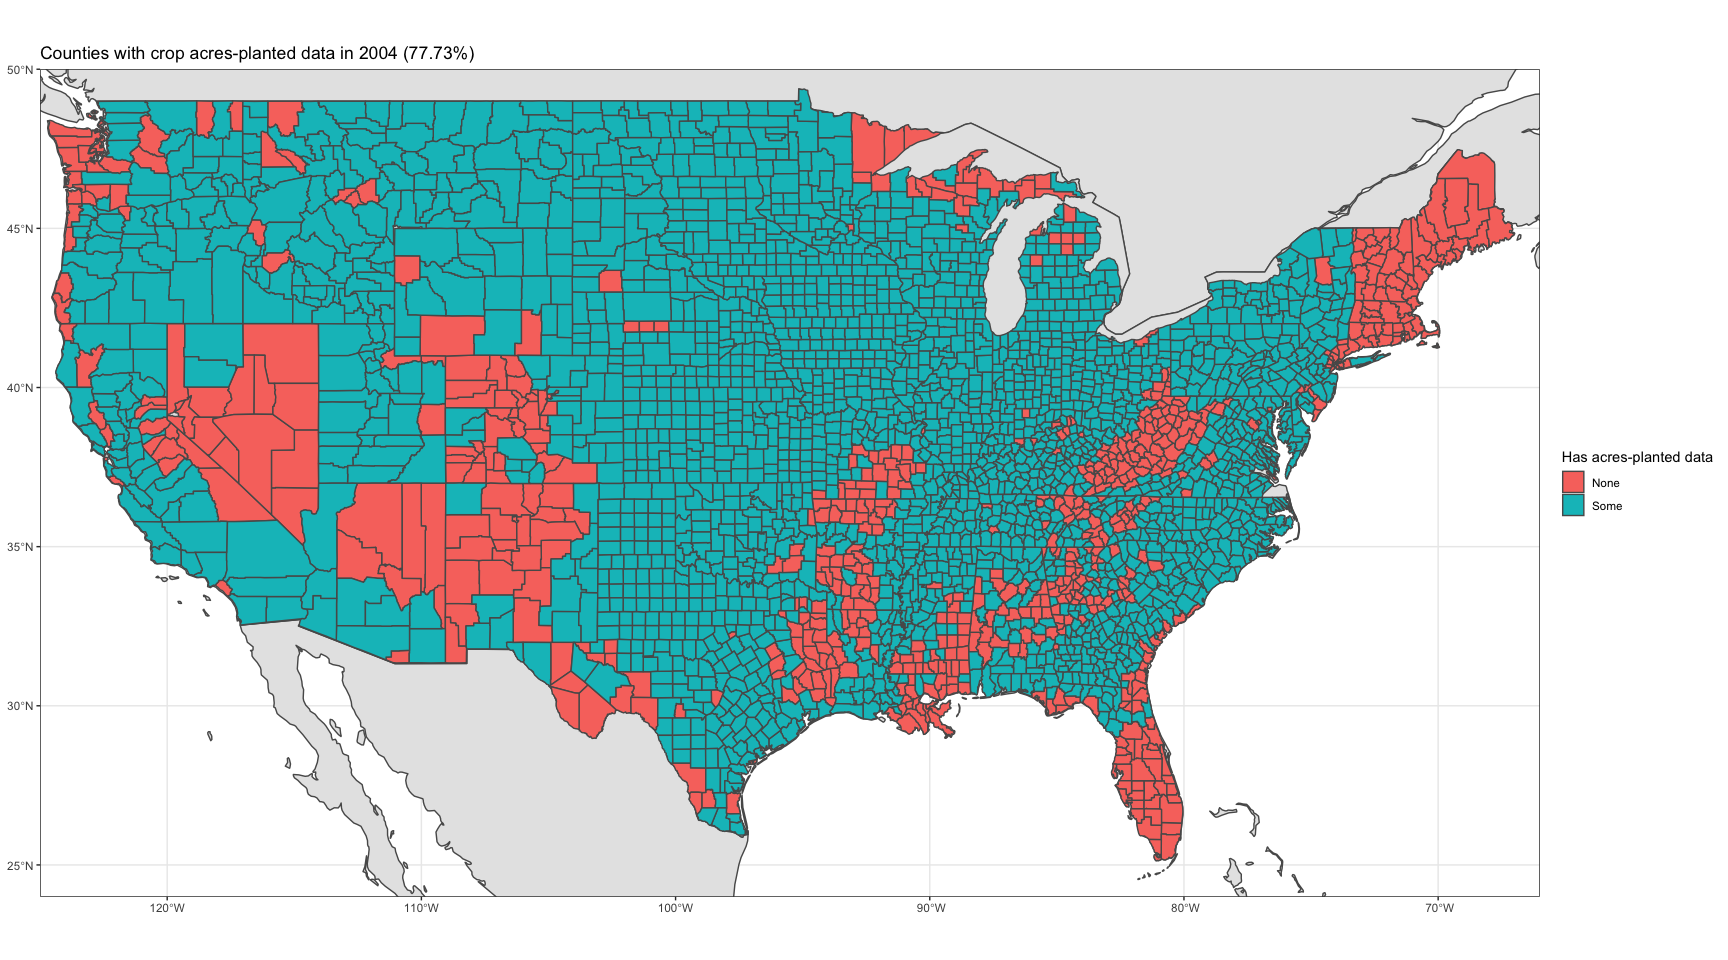 Counties with crop acres-planted data in 2004 (77.73%)
50°N
45°N
40°N
35°N
30°N
25°N
120°W
110°W
100°W
90°W
80°W
70°W
Has acres-planted data
None
Some